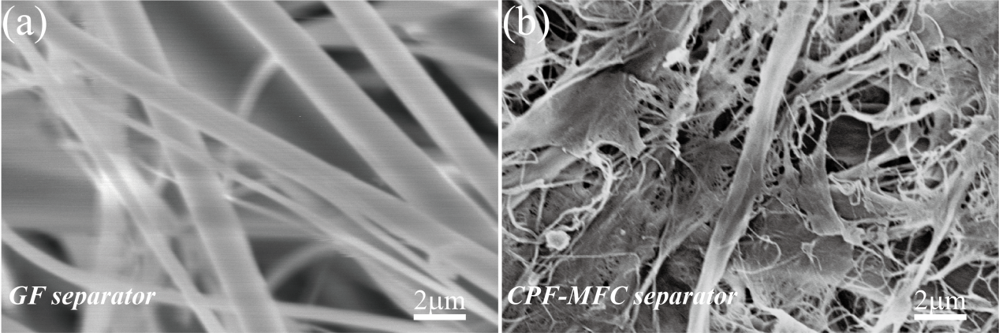 (a)
GF separator
2μm
(b)
CPF-MFC separator
2μm